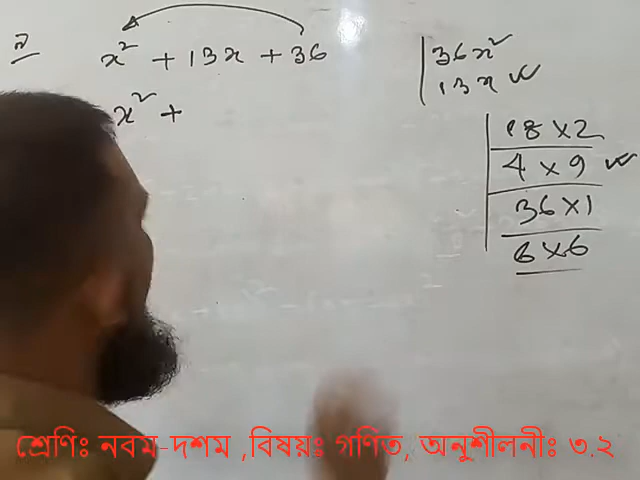 ন
x² + 13x + 36
x² +
36x²
13x
18 × 2
4 × 9
36 × 1
6 × 6
শ্রেণিঃ নবম-দশম ,বিষয়ঃ গণিত, অনুশীলনীঃ ৩.২